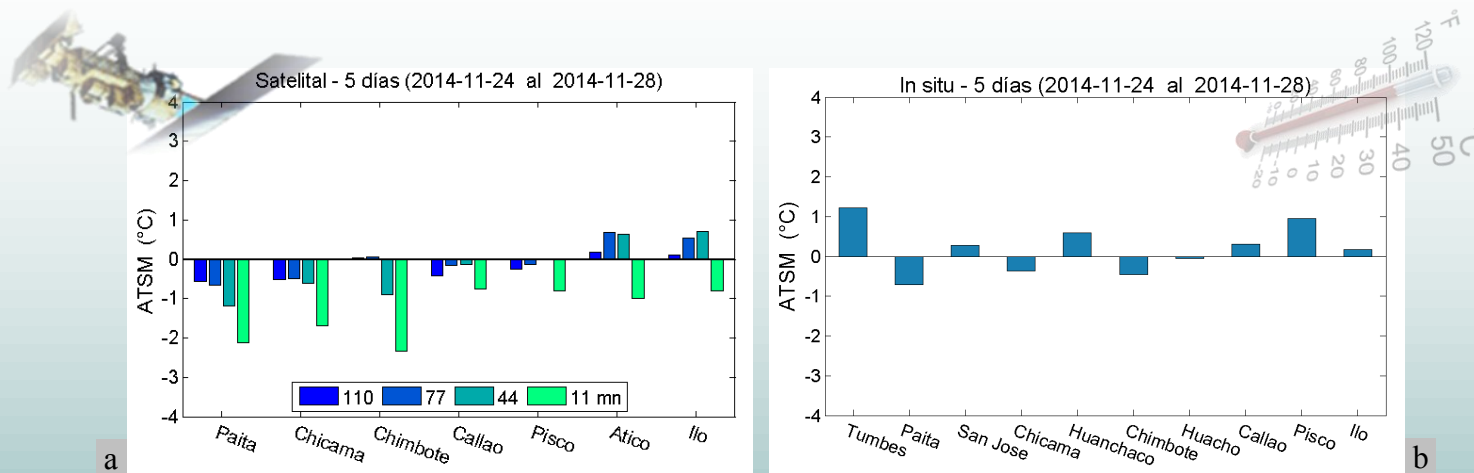 Satelital - 5 días (2014-11-24 al 2014-11-28)
ATSM (°C)
4
3
2
1
0
-1
-2
-3
-4
110 77 44 11 mn
Paita Chicama Chimbote Callao Pisco Atico Ilo
a
In situ - 5 días (2014-11-24 al 2014-11-28)
ATSM (°C)
4
3
2
1
0
-1
-2
-3
-4
Tumbes Paita San Jose Chicama Huanchaco Chimbote Huacho Callao Pisco Ilo
b
°F
120
100
80
60
C
50
40
30
20
10
0
-10
-20